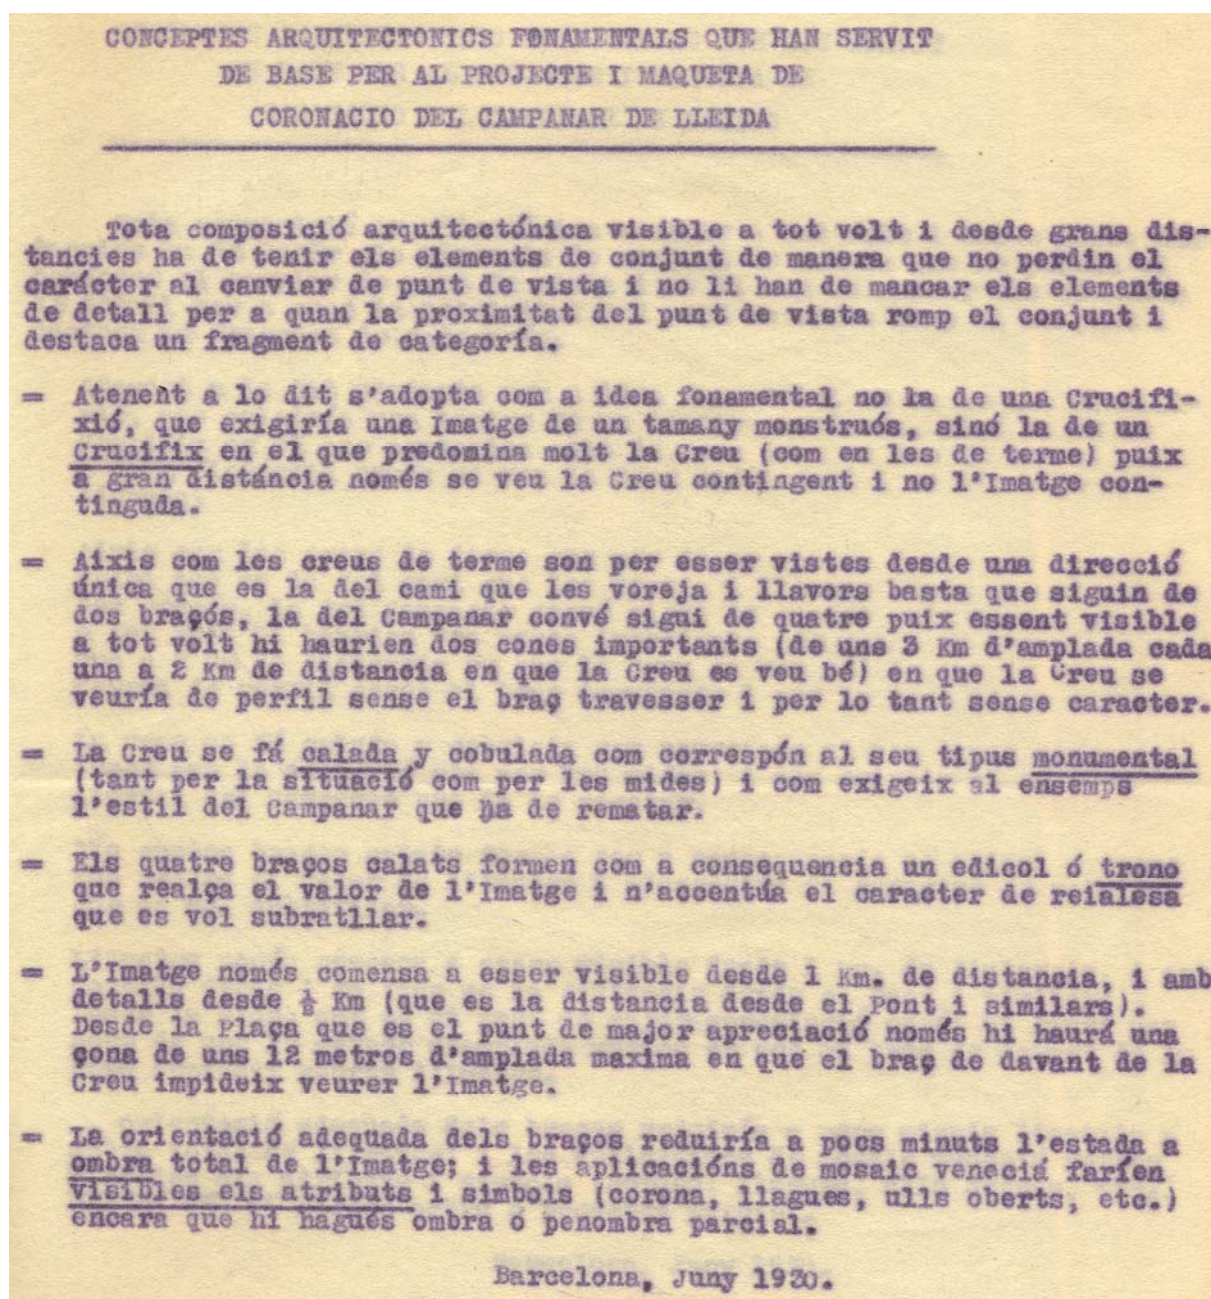 CONCEPTES ARQUITECTONICS FONAMENTALS QUE HAN SERVIT
DE BASE PER AL PROJECTE I MAQUETA DE
CORONACIO DEL CAMPANAR DE LLEIDA
Tota composició arquitectónica visible a tot volt i desde grans dis-
tancies ha de tenir els elements de conjunt de manera que no perdin el
carácter al canviar de punt de vista i no li han de mancar els elements
de detall per a quan la proximitat del punt de vista romp el conjunt i
destaca un fragment de categoría.
= Atenent a lo dit s'adopta com a idea fonamental no la de una Crucifi-
xió, que exigiría una Imatge de un tamany monstruós, sinó la de un
Crucifix en el que predomina molt la Creu (com en les de terme) puix
a gran distáncia només se veu la Creu contingent i no l'Imatge con-
tinguda.
= Aixis com les creus de terme son per esser vistes desde una direcció
única que es la del cami que les voreja i llavors basta que siguin de
dos braçós, la del Campanar convé sigui de quatre puix essent visible
a tot volt hi haurien dos cones importants (de uns 3 Km d'amplada cada
una a 2 Km de distancia en que la Creu es veu bé) en que la Creu se
veuría de perfil sense el braç travesser i per lo tant sense caracter.
= La Creu se fá calada y cobulada com correspón al seu tipus monumental
(tant per la situació com per les mides) i com exigeix al ensemps
l'estil del Campanar que ha de rematar.
= Els quatre braços calats formen com a consequencia un edicol ó trono
que realça el valor de l'Imatge i n'accentúa el caracter de reialesa
que es vol subratllar.
= L'Imatge només comensa a esser visible desde 1 Km. de distancia, i amb
detalls desde ½ Km (que es la distancia desde el Pont i similars).
Desde la Plaça que es el punt de major apreciació només hi haurá una
çona de uns 12 metros d'amplada maxima en que el braç de davant de la
Creu impideix veurer l'Imatge.
= La orientació adequada dels braços reduiría a pocs minuts l'estada a
ombra total de l'Imatge; i les aplicacións de mosaic veneciá faríen
visibles els atributs i simbols (corona, llagues, ulls oberts, etc.)
encara que hi hagués ombra ó penombra parcial.
Barcelona, Juny 1930.